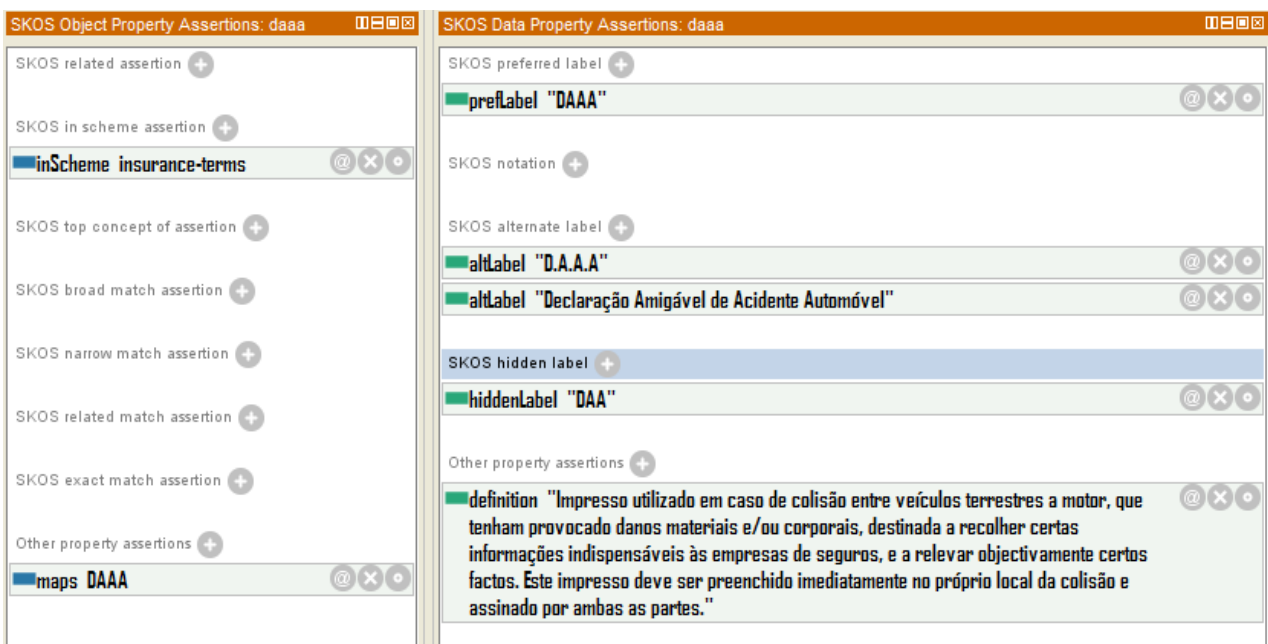 SKOS Object Property Assertions: daaa
SKOS related assertion
SKOS in scheme assertion
inScheme insurance-terms
SKOS top concept of assertion
SKOS broad match assertion
SKOS narrow match assertion
SKOS related match assertion
SKOS exact match assertion
Other property assertions
maps DAAA
SKOS Data Property Assertions: daaa
SKOS preferred label
prefLabel "DAAA"
SKOS notation
SKOS alternate label
altLabel "D.A.A.A"
altLabel "Declaração Amigável de Acidente Automóvel"
SKOS hidden label
hiddenLabel "DAA"
Other property assertions
definition "Impresso utilizado em caso de colisão entre veículos terrestres a motor, que
tenham provocado danos materiais e/ou corporais, destinada a recolher certas
informações indispensáveis às empresas de seguros, e a relevar objectivamente certos
factos. Este impresso deve ser preenchido imediatamente no próprio local da colisão e
assinado por ambas as partes."